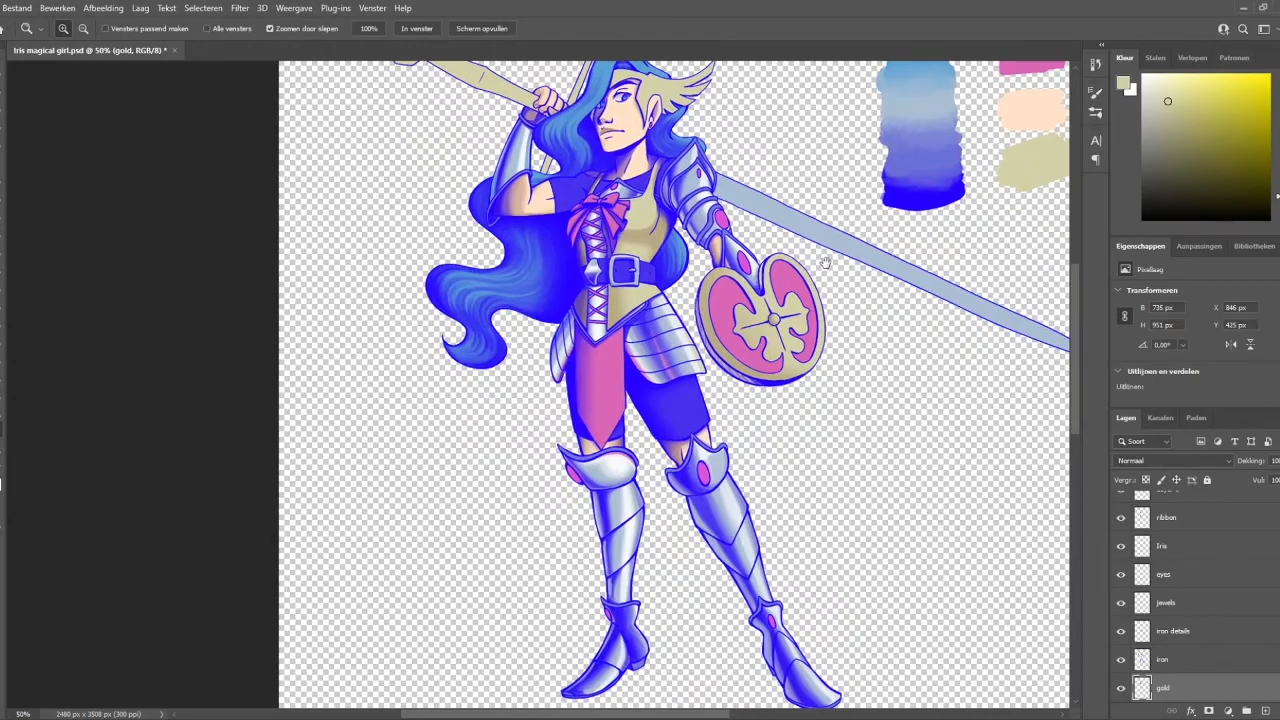 Bestand Bewerken Afbeelding Laag Tekst Selecteren Filter 3D Weergave Plug-ins Venster Help
Vensters passend maken Alle vensters Zoomen door slepen 100% In venster Scherm opvullen
Iris magical girl.psd @ 50% (gold, RGB/8) * ×
Kleur Stalen Verlopen Patronen
Eigenschappen Aanpassingen Bibliotheken
Pixellaag
Transformeren
B: 735 px X: 846 px
H: 951 px Y: 425 px
0,00°
Uitlijnen en verdelen
Uitlijnen:
Lagen Kanalen Paden
Soort
Normaal Dekking: 10
Vergr.: Vul: 10
ribbon
Iris
eyes
jewels
iron details
iron
gold
fx
50% 2480 px x 3508 px (300 ppi)